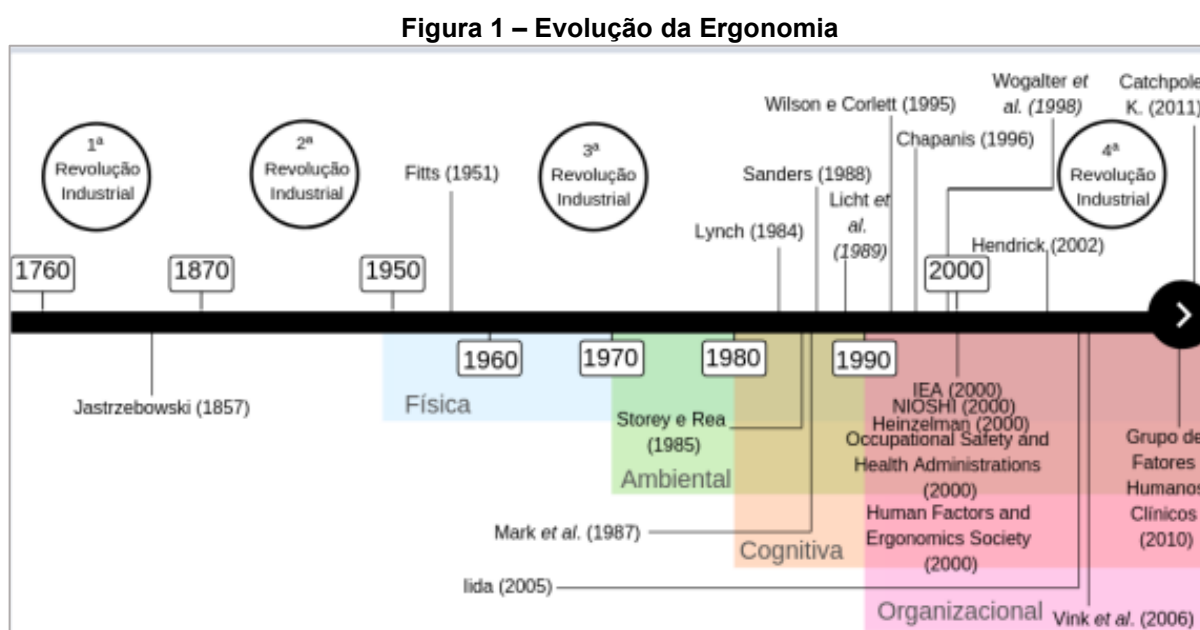 Figura 1 – Evolução da Ergonomia
Wogalter et
al. (1998)
Catchpole
K. (2011)
Wilson e Corlett (1995)
Chapanis (1996)
1ª
Revolução
Industrial
2ª
Revolução
Industrial
Fitts (1951)
3ª
Revolução
Industrial
Sanders (1988)
Licht et
al.
(1989)
4ª
Revolução
Industrial
Lynch (1984)
Hendrick (2002)
1760
1870
1950
2000
1960
1970
1980
1990
Jastrzebowski (1857)
Física
Storey e Rea
(1985)
Ambiental
IEA (2000)
NIOSHI (2000)
Heinzelman (2000)
Occupational Safety and
Health Administrations
(2000)
Human Factors and
Ergonomics Society
(2000)
Grupo de
Fatores
Humanos
Clínicos
(2010)
Mark et al. (1987)
Cognitiva
Iida (2005)
Organizacional
Vink et al. (2006)